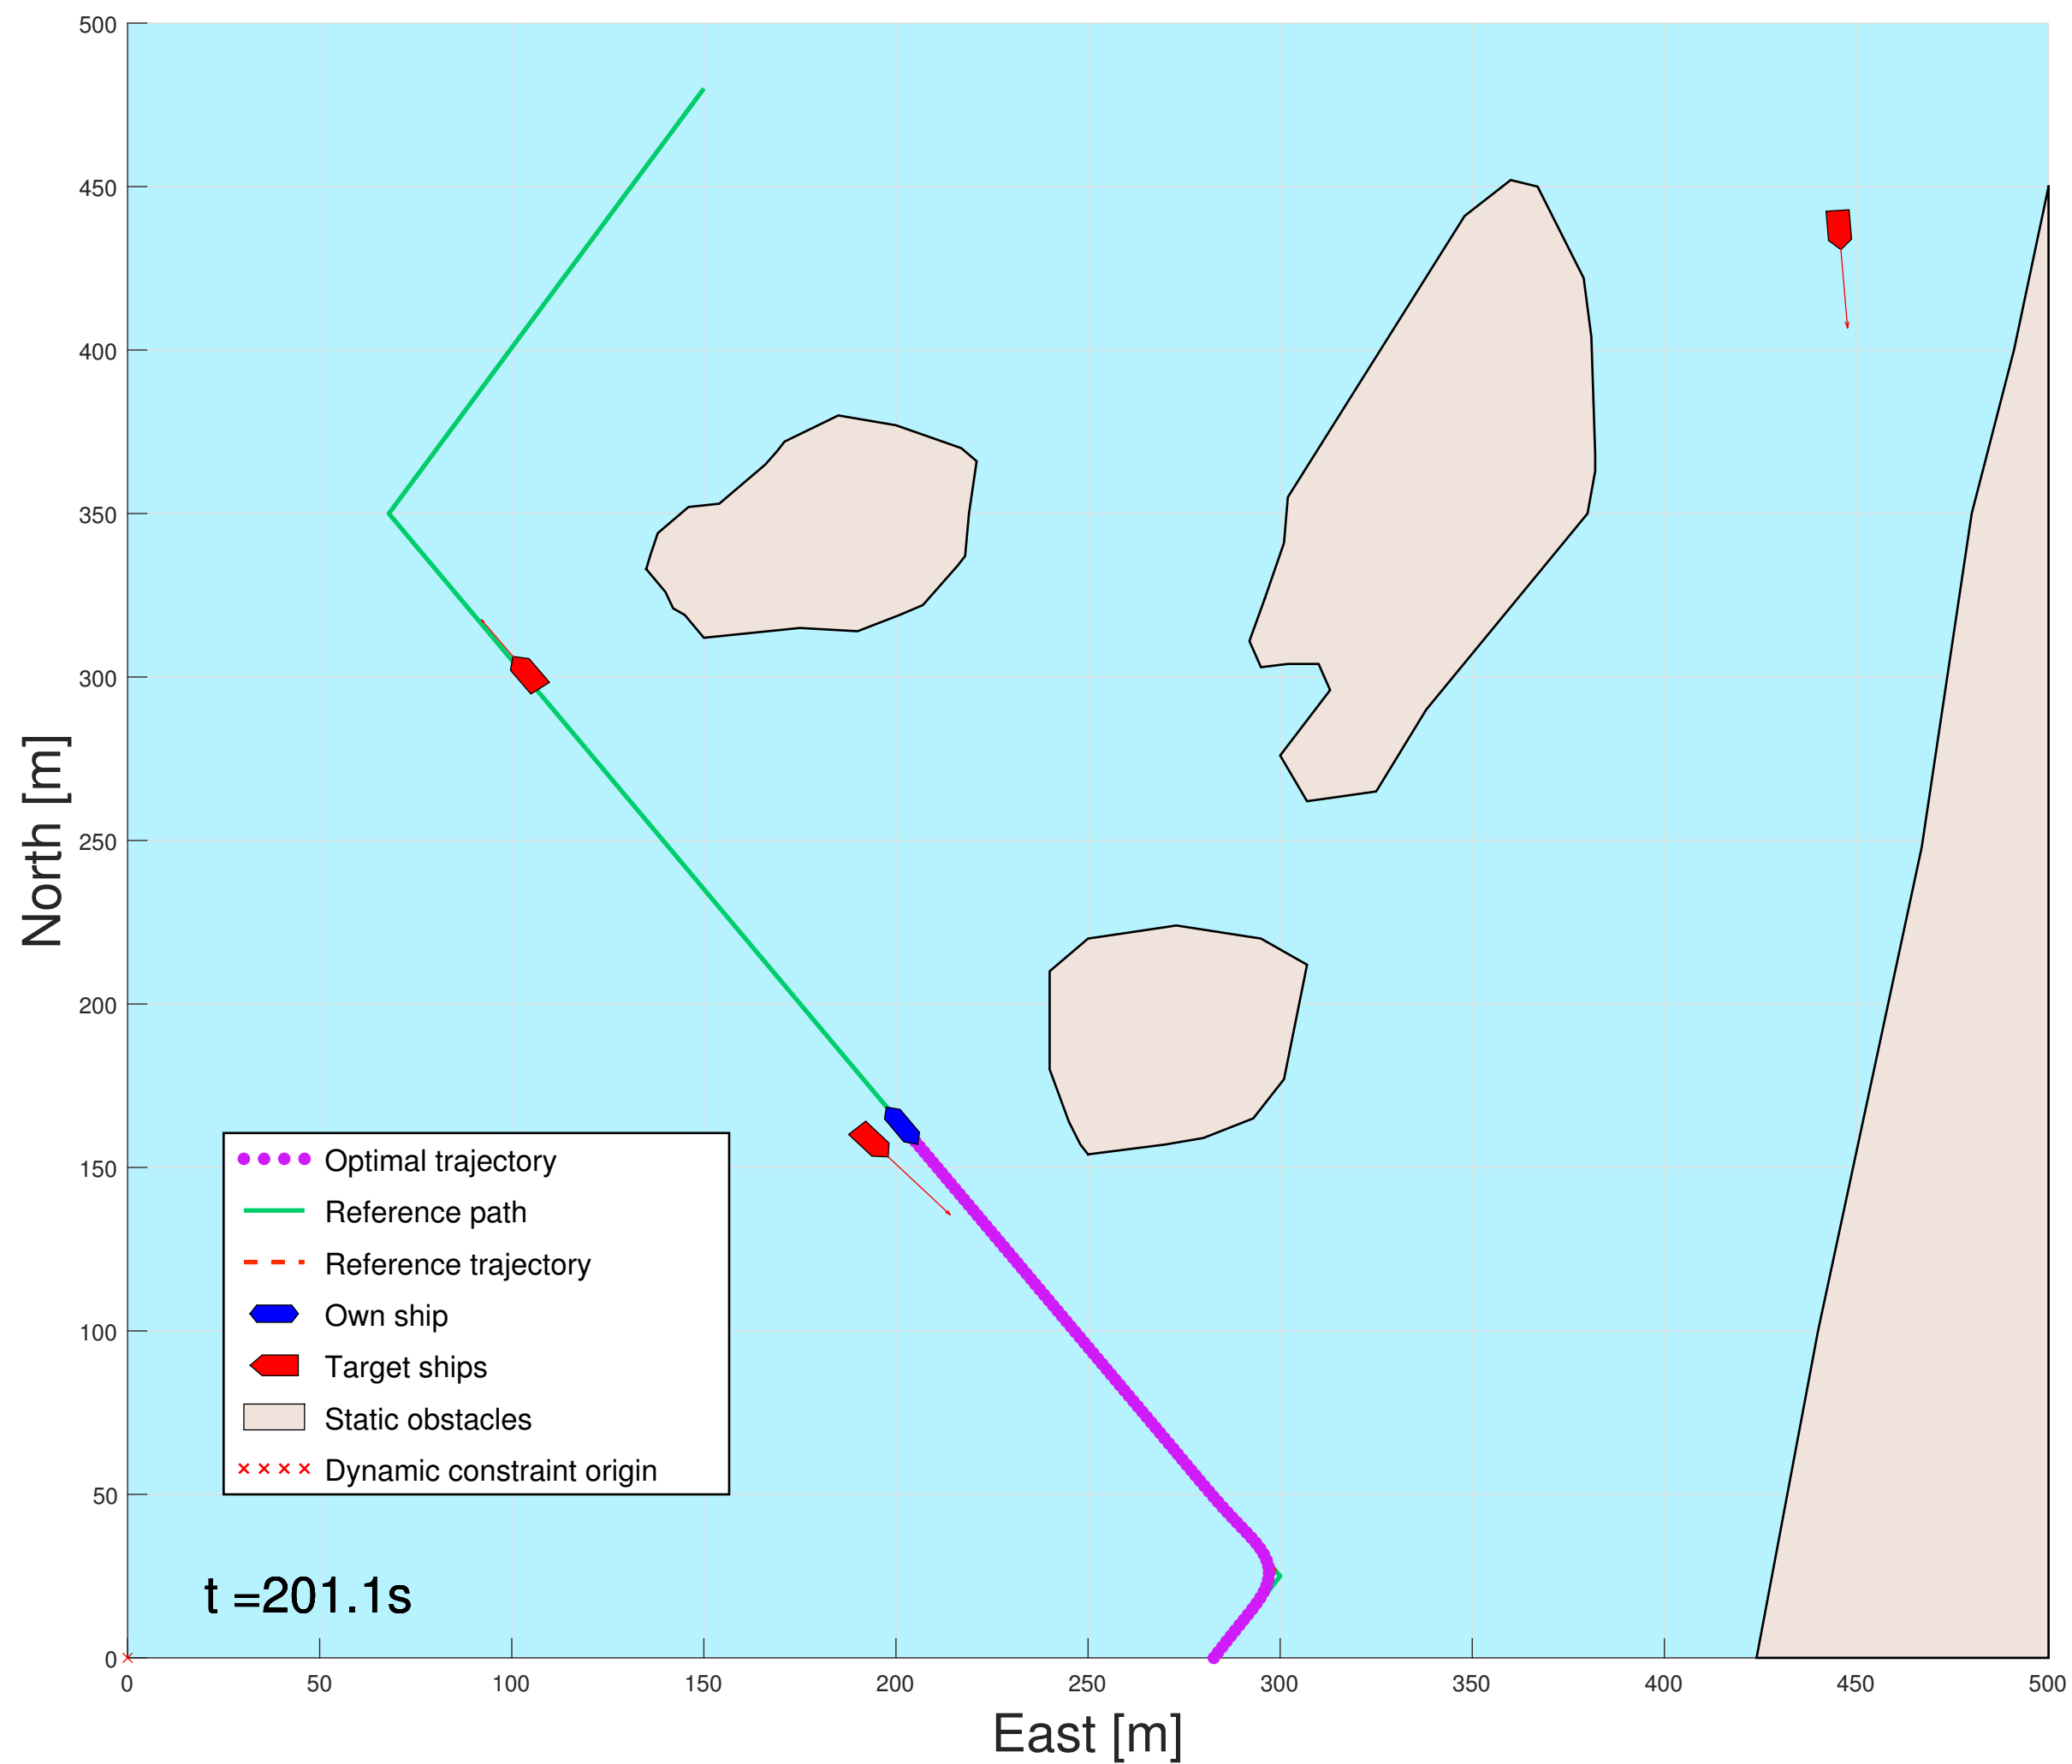 500
450
400
350
300
250
200
150
100
50
0
North [m]
Optimal trajectory
Reference path
Reference trajectory
Own ship
Target ships
Static obstacles
Dynamic constraint origin
t =201.1s
0 50 100 150 200 250 300 350 400 450 500
East [m]